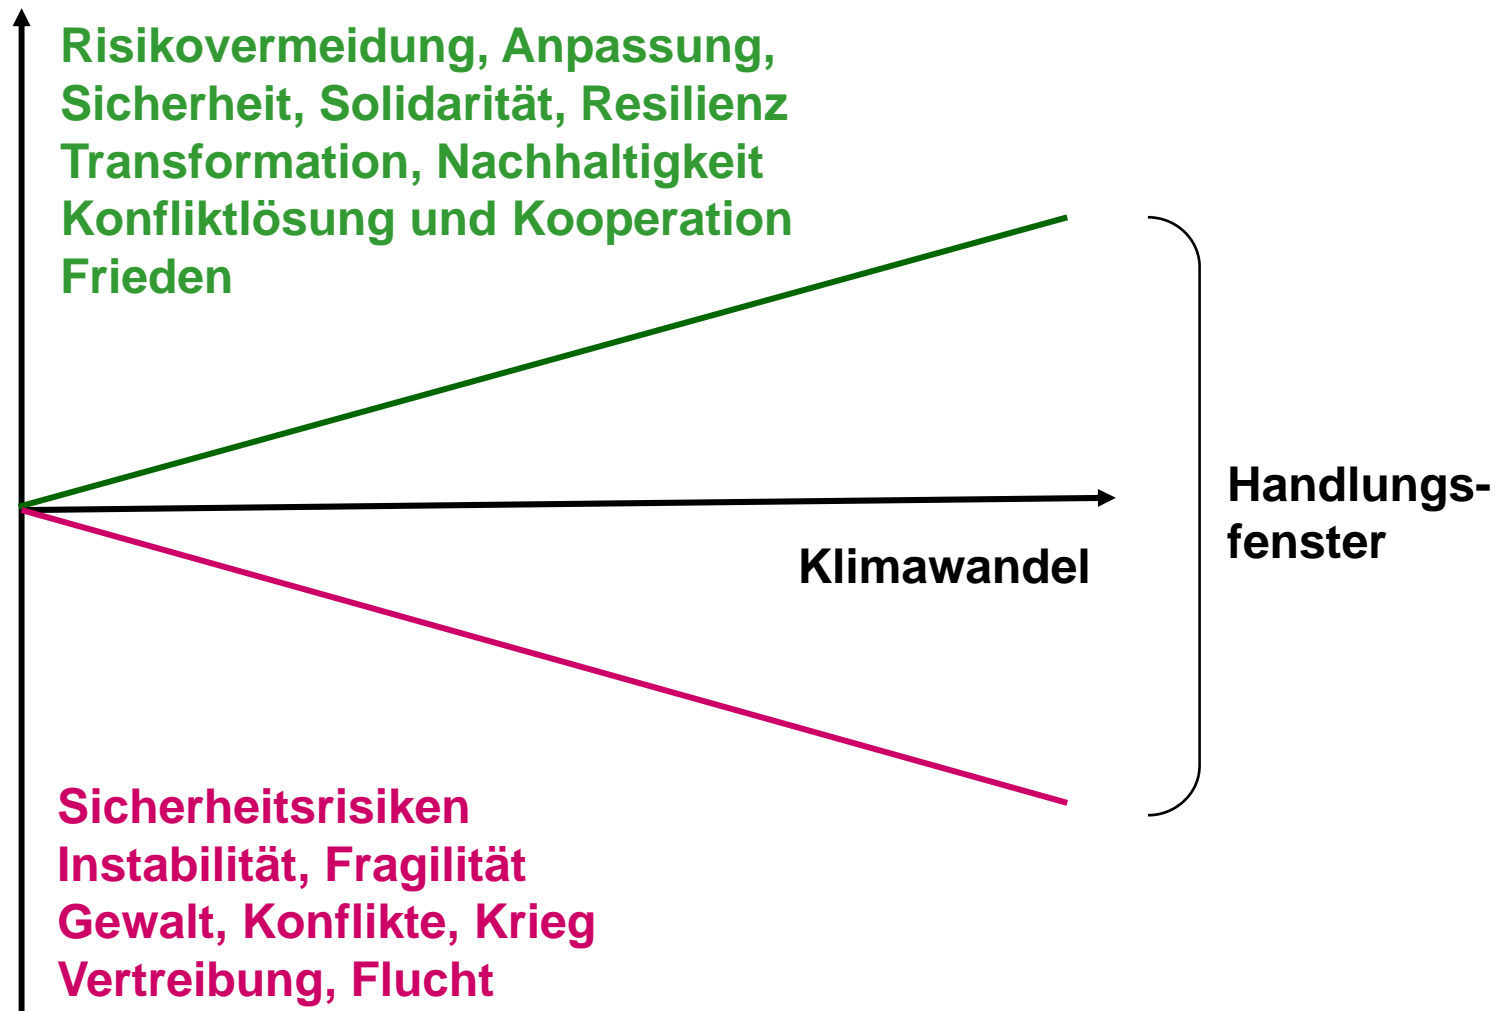 Risikovermeidung, Anpassung,
Sicherheit, Solidarität, Resilienz
Transformation, Nachhaltigkeit
Konfliktlösung und Kooperation
Frieden
Handlungs-
fenster
Klimawandel
Sicherheitsrisiken
Instabilität, Fragilität
Gewalt, Konflikte, Krieg
Vertreibung, Flucht